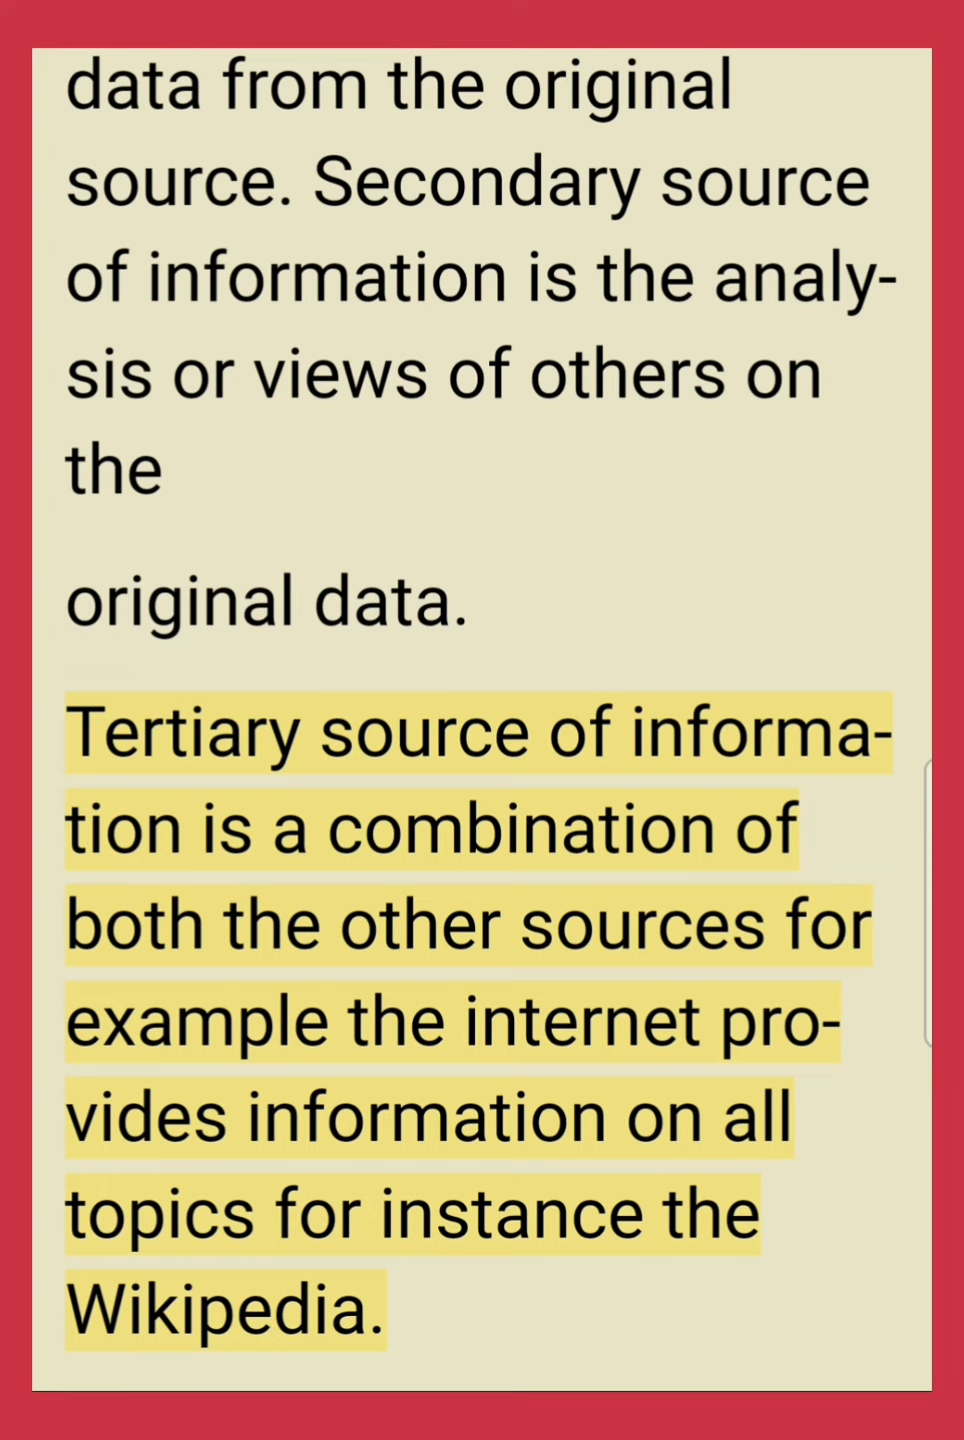 data from the original
source. Secondary source
of information is the analy-
sis or views of others on
the
original data.
Tertiary source of informa-
tion is a combination of
both the other sources for
example the internet pro-
vides information on all
topics for instance the
Wikipedia.